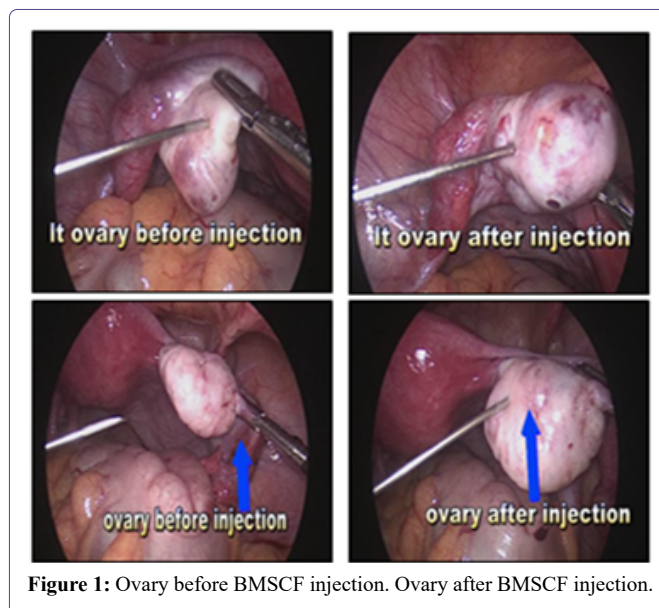 lt ovary before injection
lt ovary after injection
ovary before injection
ovary after injection
Figure 1: Ovary before BMSCF injection. Ovary after BMSCF injection.